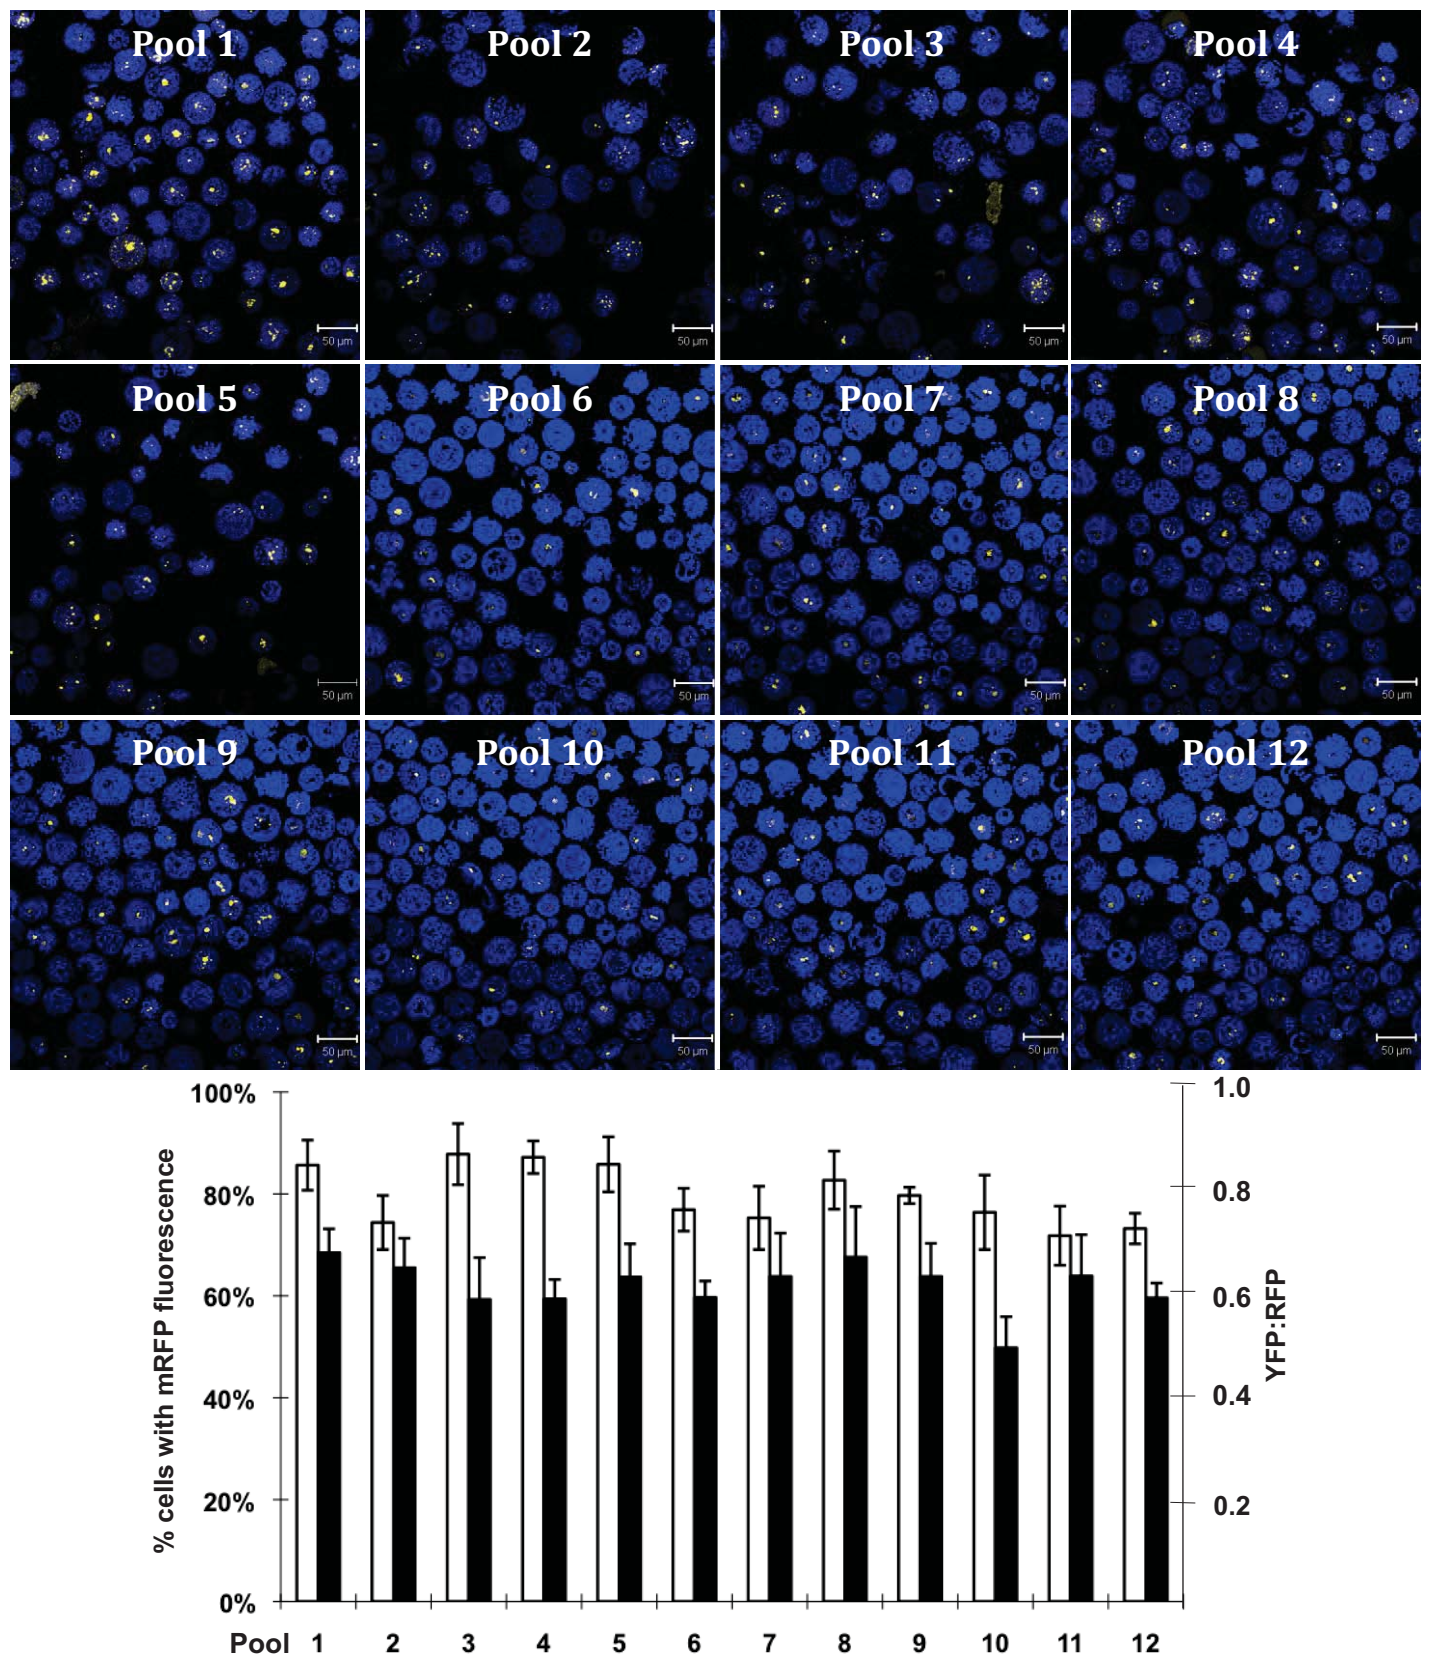 Pool 1
Pool 2
Pool 3
Pool 4
50 µm
50 µm
50 µm
50 µm
Pool 5
Pool 6
Pool 7
Pool 8
50 µm
50 µm
50 µm
50 µm
Pool 9
Pool 10
Pool 11
Pool 12
50 µm
50 µm
50 µm
50 µm
% cells with mRFP fluorescence
100%
80%
60%
40%
20%
0%
1.0
0.8
0.6
0.4
0.2
YFP:RFP
Pool 1 2 3 4 5 6 7 8 9 10 11 12